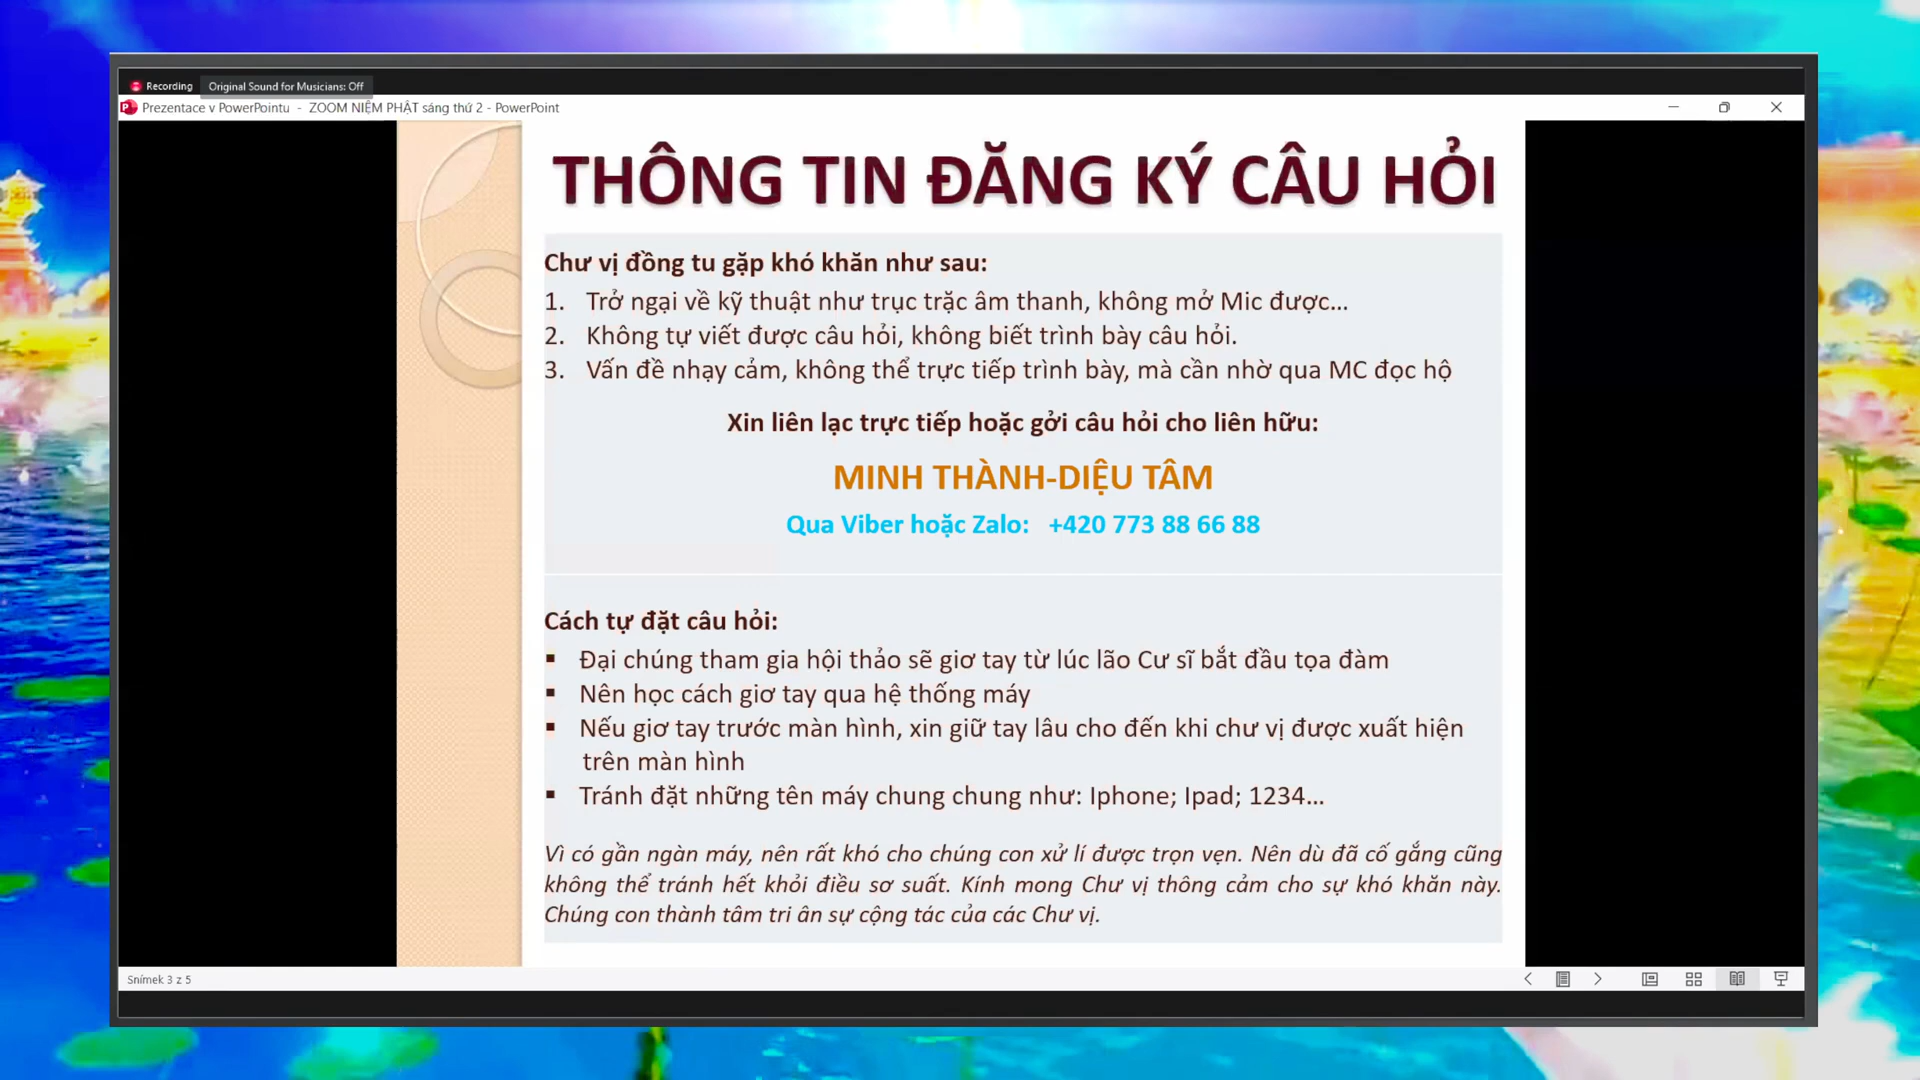 Recording
Original Sound for Musicians: Off
Prezentace v PowerPointu - ZOOM NIỆM PHẬT sáng thứ 2 - PowerPoint
THÔNG TIN ĐĂNG KÝ CÂU HỎI
Chư vị đồng tu gặp khó khăn như sau:
1. Trở ngại về kỹ thuật như trục trặc âm thanh, không mở Mic được...
2. Không tự viết được câu hỏi, không biết trình bày câu hỏi.
3. Vấn đề nhạy cảm, không thể trực tiếp trình bày, mà cần nhờ qua MC đọc hộ
Xin liên lạc trực tiếp hoặc gởi câu hỏi cho liên hữu:
MINH THÀNH-DIỆU TÂM
Qua Viber hoặc Zalo: +420 773 88 66 88
Cách tự đặt câu hỏi:
▪ Đại chúng tham gia hội thảo sẽ giơ tay từ lúc lão Cư sĩ bắt đầu tọa đàm
▪ Nên học cách giơ tay qua hệ thống máy
▪ Nếu giơ tay trước màn hình, xin giữ tay lâu cho đến khi chư vị được xuất hiện
trên màn hình
▪ Tránh đặt những tên máy chung chung như: Iphone; Ipad; 1234...
Vì có gần ngàn máy, nên rất khó cho chúng con xử lí được trọn vẹn. Nên dù đã cố gắng cũng
không thể tránh hết khỏi điều sơ suất. Kính mong Chư vị thông cảm cho sự khó khăn này.
Chúng con thành tâm tri ân sự cộng tác của các Chư vị.
Snímek 3 z 5